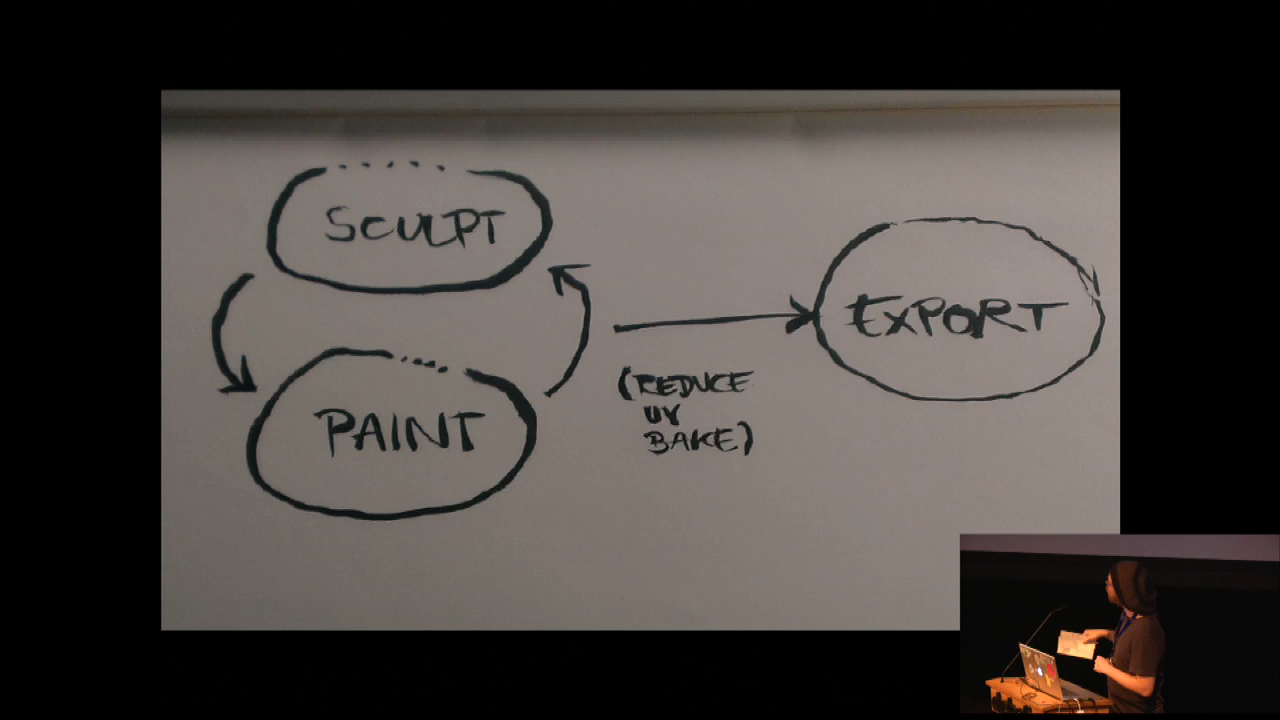 SCULPT
PAINT
(REDUCE
UV
BAKE)
EXPORT